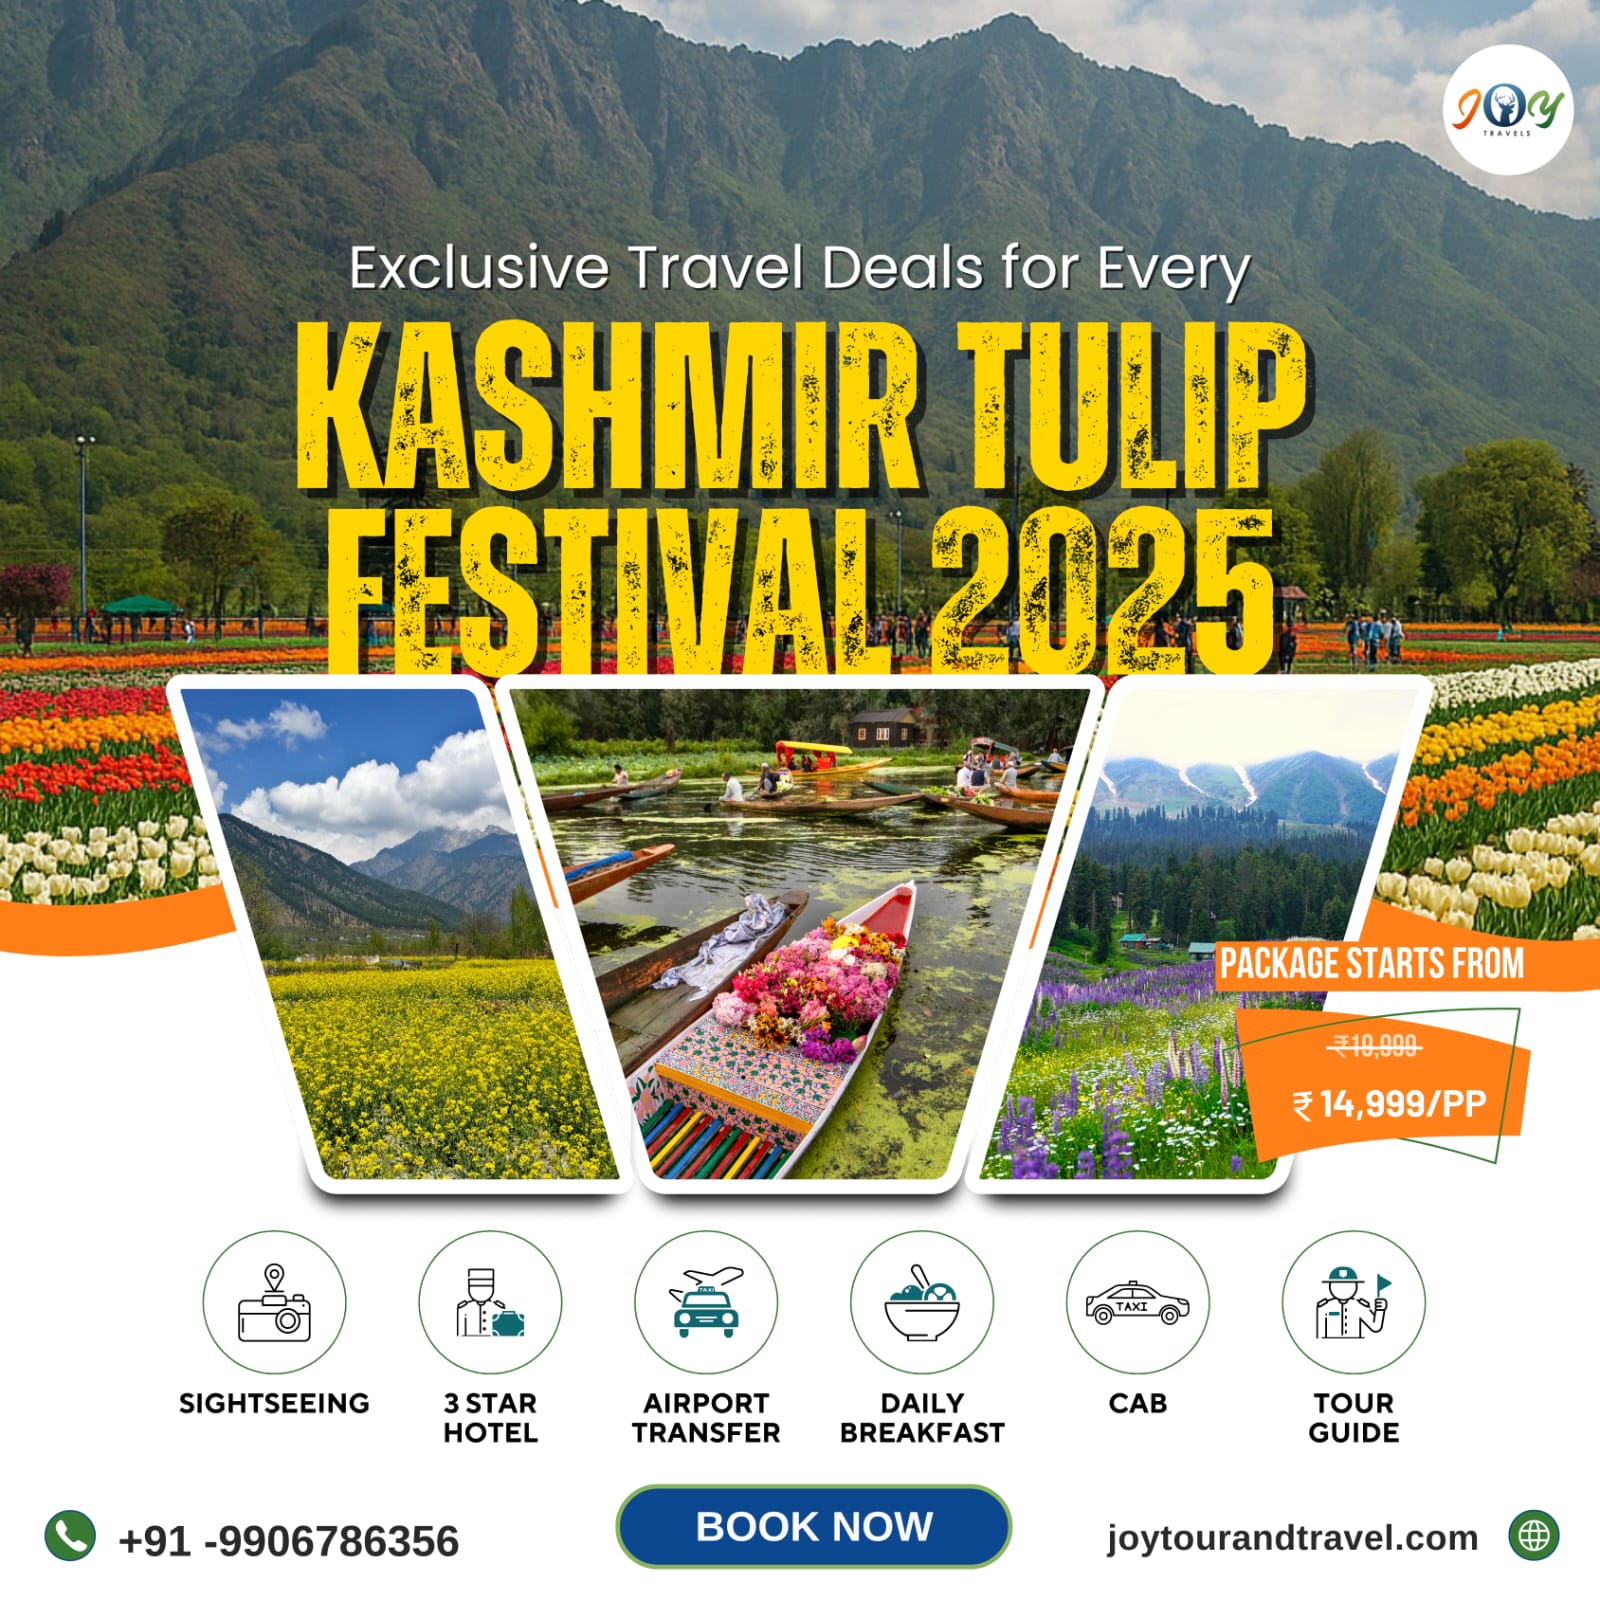 JOY
TRAVELS
Exclusive Travel Deals for Every
KASHMIR TULIP
FESTIVAL 2025
PACKAGE STARTS FROM
₹19,999
₹14,999/PP
TAXI
TAXI
SIGHTSEEING
3 STAR
HOTEL
AIRPORT
TRANSFER
DAILY
BREAKFAST
CAB
TOUR
GUIDE
+91 -9906786356
BOOK NOW
joytourandtravel.com